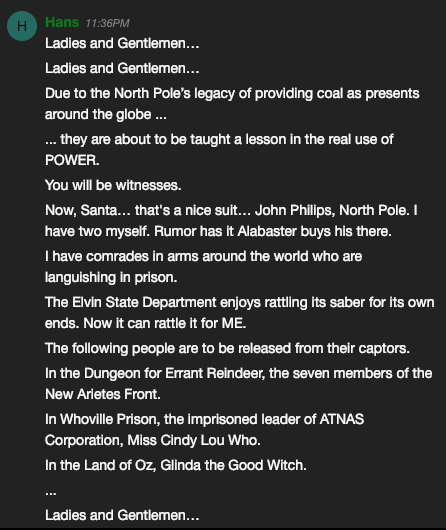 H
Hans 11:36PM
Ladies and Gentlemen…
Ladies and Gentlemen…
Due to the North Pole's legacy of providing coal as presents
around the globe ...
... they are about to be taught a lesson in the real use of
POWER.
You will be witnesses.
Now, Santa… that's a nice suit… John Philips, North Pole. I
have two myself. Rumor has it Alabaster buys his there.
I have comrades in arms around the world who are
languishing in prison.
The Elvin State Department enjoys rattling its saber for its own
ends. Now it can rattle it for ME.
The following people are to be released from their captors.
In the Dungeon for Errant Reindeer, the seven members of the
New Arietes Front.
In Whoville Prison, the imprisoned leader of ATNAS
Corporation, Miss Cindy Lou Who.
In the Land of Oz, Glinda the Good Witch.
...
Ladies and Gentlemen…